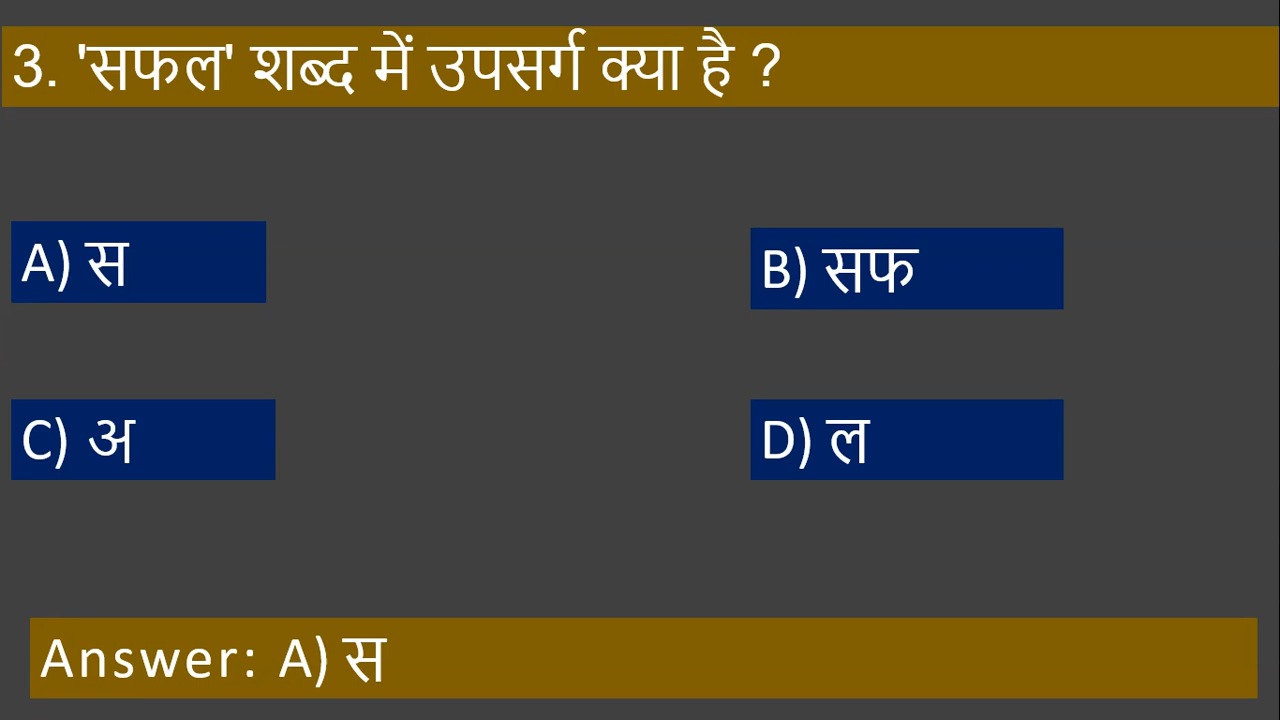 3. 'सफल' शब्द में उपसर्ग क्या है ?
A) स
B) सफ
C) अ
D) ल
Answer: A) स